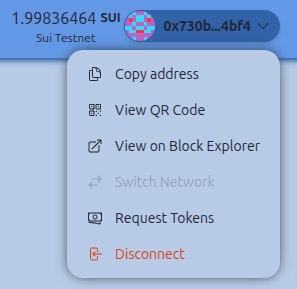 1.99836464 SUI
Sui Testnet
0x730b...4bf4
Copy address
View QR Code
View on Block Explorer
Switch Network
Request Tokens
Disconnect